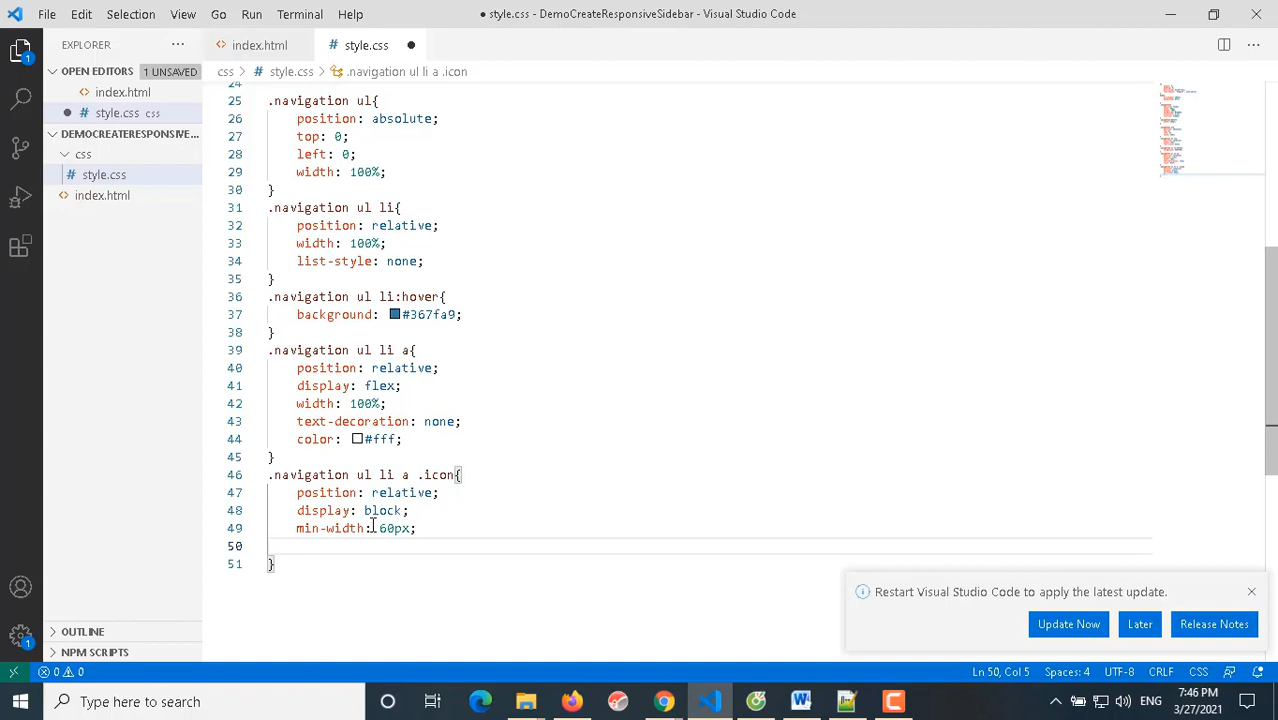 File Edit Selection View Go Run Terminal Help
● style.css - DemoCreateResponsiveSidebar - Visual Studio Code
EXPLORER ···
index.html
# style.css ●
OPEN EDITORS 1 UNSAVED
index.html
style.css css
DEMOCREATERESPONSIVE...
css
style.css
index.html
OUTLINE
NPM SCRIPTS
css > # style.css > .navigation ul li a .icon
24
25 .navigation ul{
26 position: absolute;
27 top: 0;
28 left: 0;
29 width: 100%;
30 }
31 .navigation ul li{
32 position: relative;
33 width: 100%;
34 list-style: none;
35 }
36 .navigation ul li:hover{
37 background: #367fa9;
38 }
39 .navigation ul li a{
40 position: relative;
41 display: flex;
42 width: 100%;
43 text-decoration: none;
44 color: #fff;
45 }
46 .navigation ul li a .icon{
47 position: relative;
48 display: block;
49 min-width: 60px;
50
51 }
Restart Visual Studio Code to apply the latest update.
Update Now Later Release Notes
0 0 Ln 50, Col 5 Spaces: 4 UTF-8 CRLF CSS
Type here to search
ENG
7:46 PM
3/27/2021